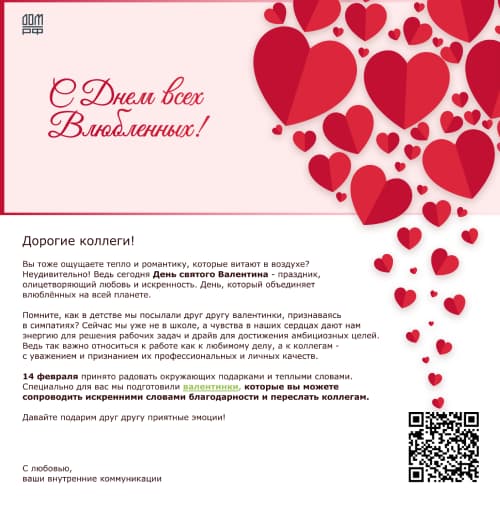 ДОМ
РФ
С Днем всех
Влюбленных!
Дорогие коллеги!
Вы тоже ощущаете тепло и романтику, которые витают в воздухе?
Неудивительно! Ведь сегодня День святого Валентина - праздник,
олицетворяющий любовь и искренность. День, который объединяет
влюблённых на всей планете.
Помните, как в детстве мы посылали друг другу валентинки, признаваясь
в симпатиях? Сейчас мы уже не в школе, а чувства в наших сердцах дают нам
энергию для решения рабочих задач и драйв для достижения амбициозных целей.
Ведь так важно относиться к работе как к любимому делу, а к коллегам -
с уважением и признанием их профессиональных и личных качеств.
14 февраля принято радовать окружающих подарками и теплыми словами.
Специально для вас мы подготовили валентинки, которые вы можете
сопроводить искренними словами благодарности и переслать коллегам.
Давайте подарим друг другу приятные эмоции!
С любовью,
ваши внутренние коммуникации